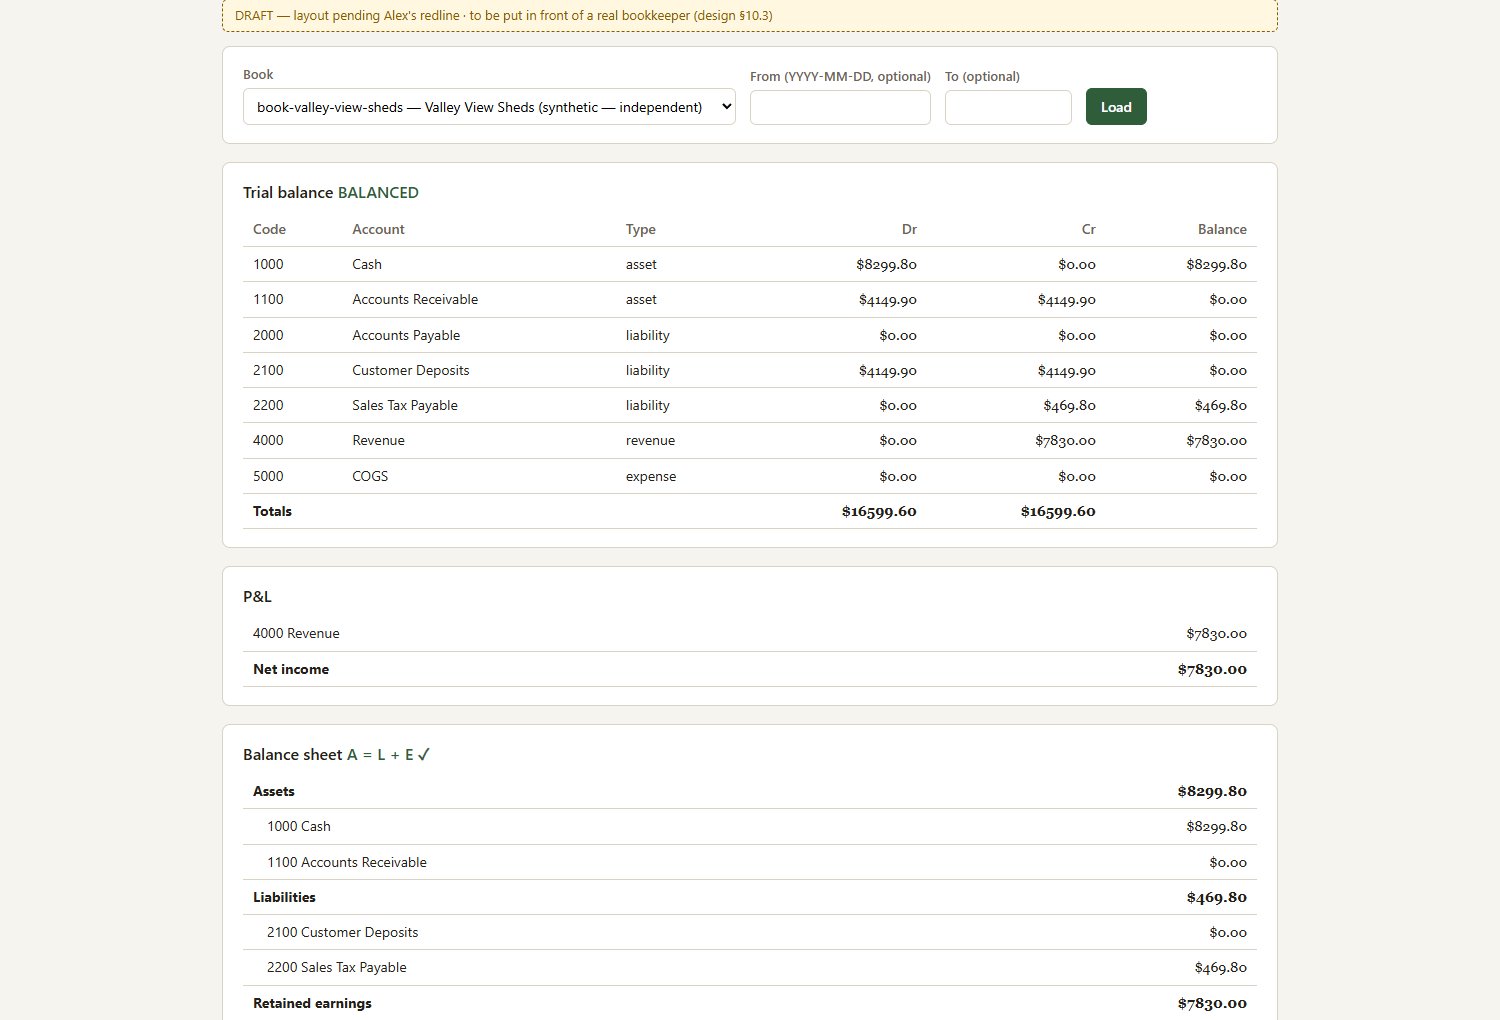 DRAFT — layout pending Alex's redline · to be put in front of a real bookkeeper (design §10.3)
Book From (YYYY-MM-DD, optional) To (optional)
book-valley-view-sheds — Valley View Sheds (synthetic — independent) Load
Trial balance BALANCED
Code Account Type Dr Cr Balance
1000 Cash asset $8299.80 $0.00 $8299.80
1100 Accounts Receivable asset $4149.90 $4149.90 $0.00
2000 Accounts Payable liability $0.00 $0.00 $0.00
2100 Customer Deposits liability $4149.90 $4149.90 $0.00
2200 Sales Tax Payable liability $0.00 $469.80 $469.80
4000 Revenue revenue $0.00 $7830.00 $7830.00
5000 COGS expense $0.00 $0.00 $0.00
Totals $16599.60 $16599.60
P&L
4000 Revenue $7830.00
Net income $7830.00
Balance sheet A = L + E ✓
Assets $8299.80
1000 Cash $8299.80
1100 Accounts Receivable $0.00
Liabilities $469.80
2100 Customer Deposits $0.00
2200 Sales Tax Payable $469.80
Retained earnings $7830.00